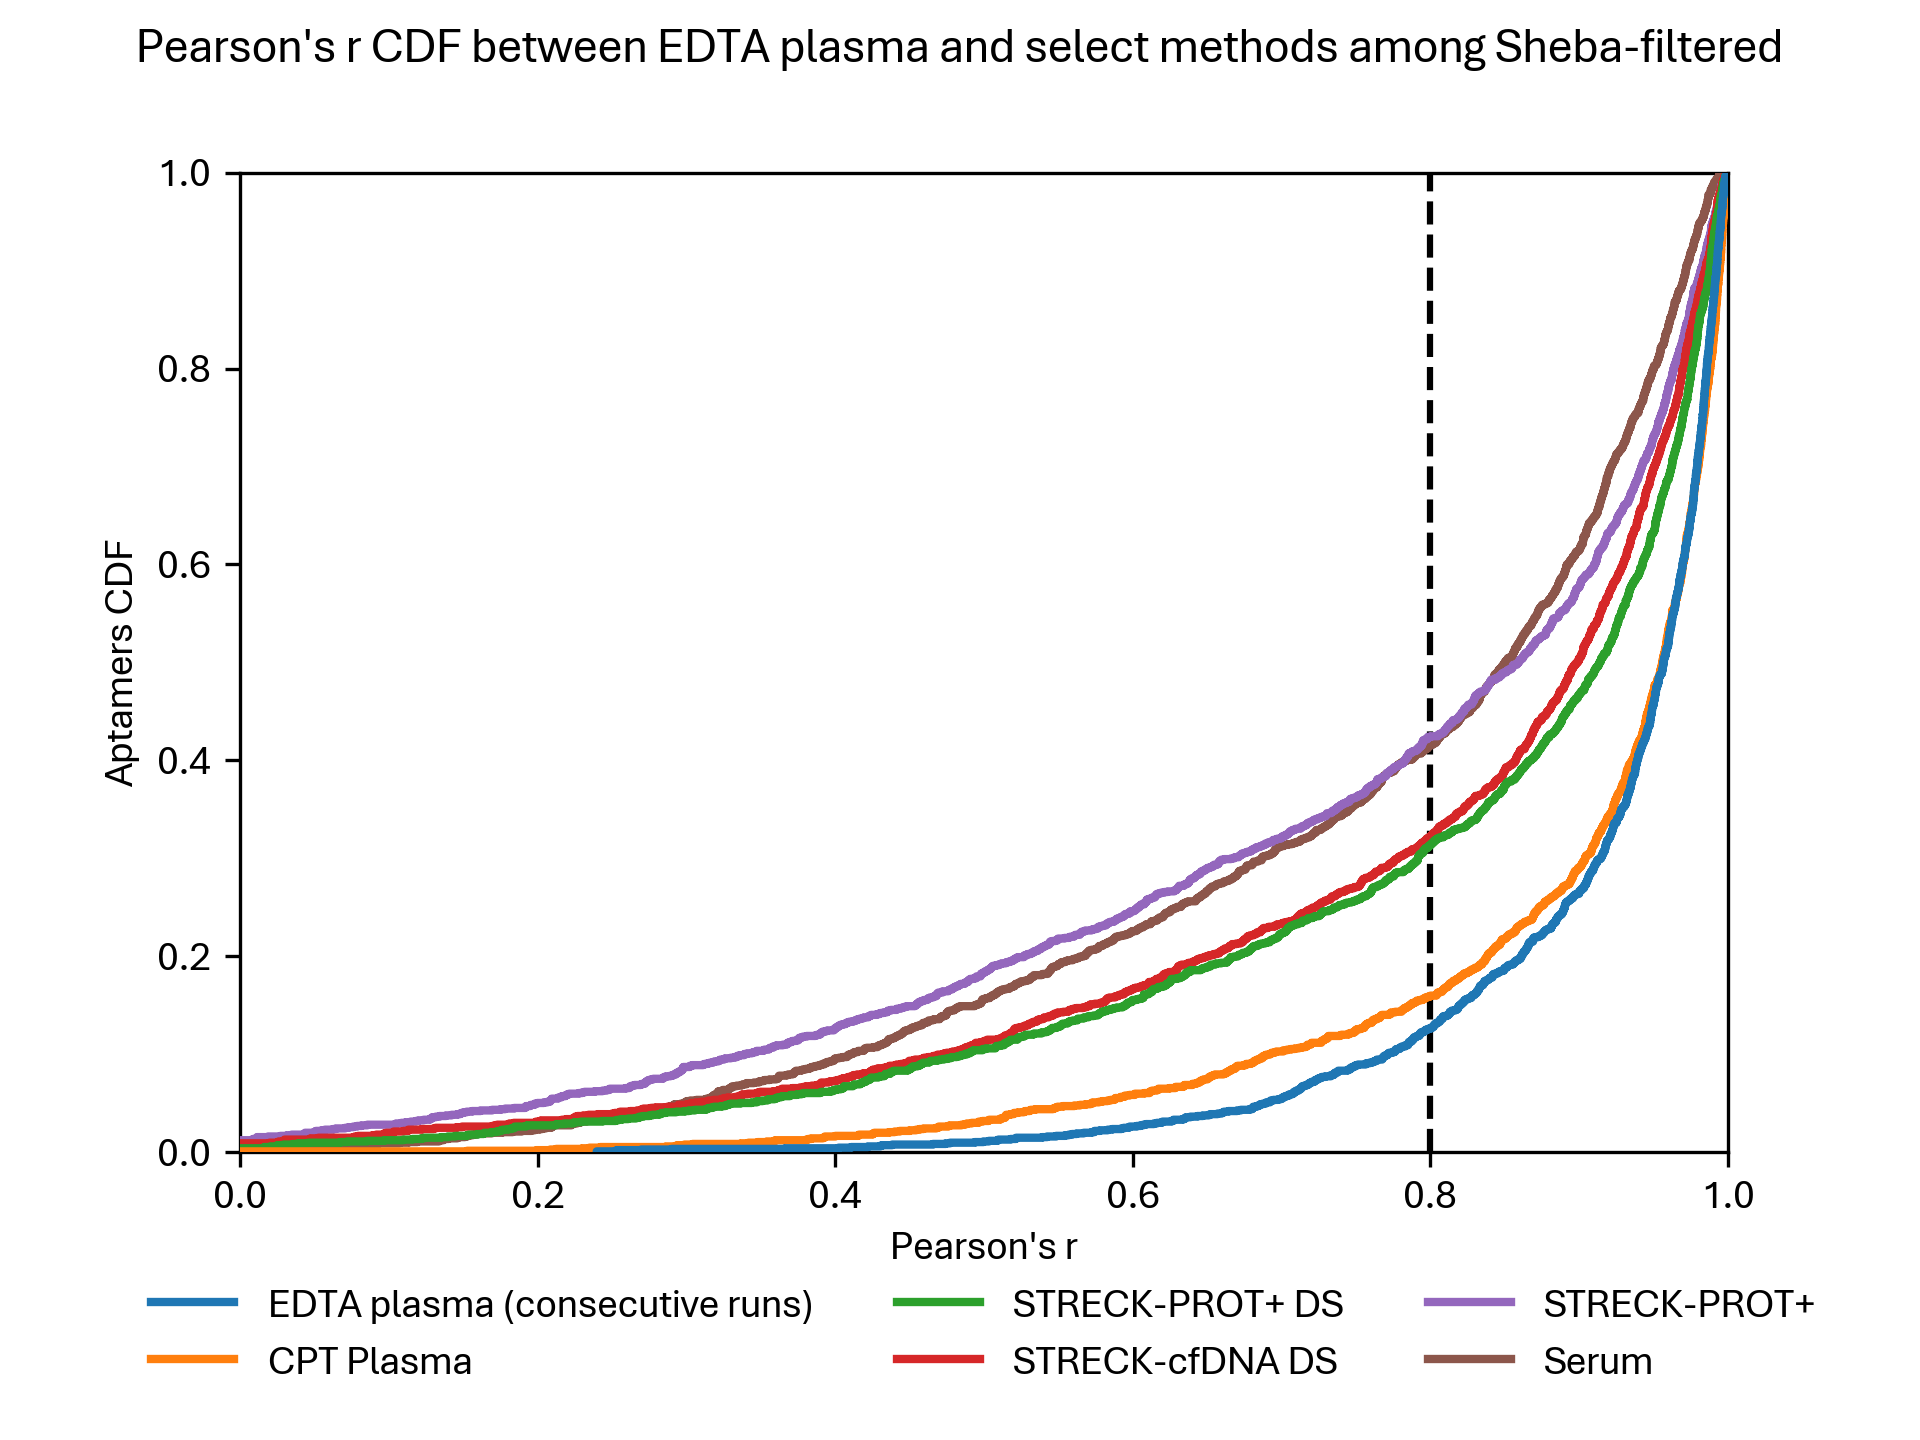 Pearson's r CDF between EDTA plasma and select methods among Sheba-filtered
1.0
0.8
0.6
0.4
0.2
0.0
Aptamers CDF
0.0 0.2 0.4 0.6 0.8 1.0
Pearson's r
EDTA plasma (consecutive runs) STRECK-PROT+ DS STRECK-PROT+
CPT Plasma STRECK-cfDNA DS Serum